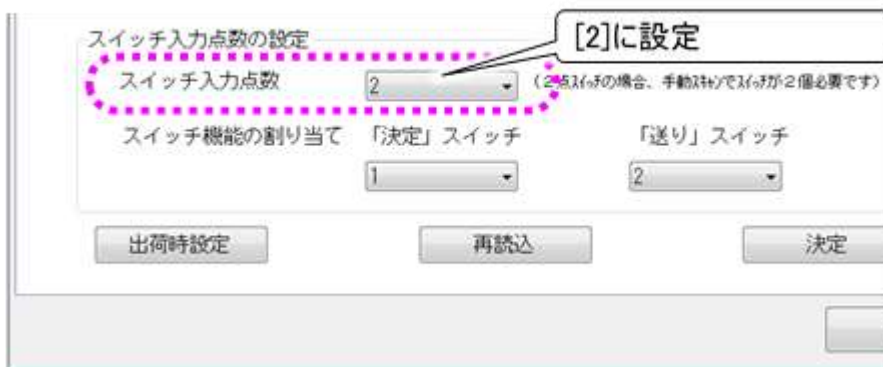 スイッチ入力点数の設定
[2]に設定
スイッチ入力点数 2 (2点スイッチの場合、手動スキャンでスイッチが2個必要です)
スイッチ機能の割り当て 「決定」スイッチ 「送り」スイッチ
1 2
出荷時設定 再読込 決定